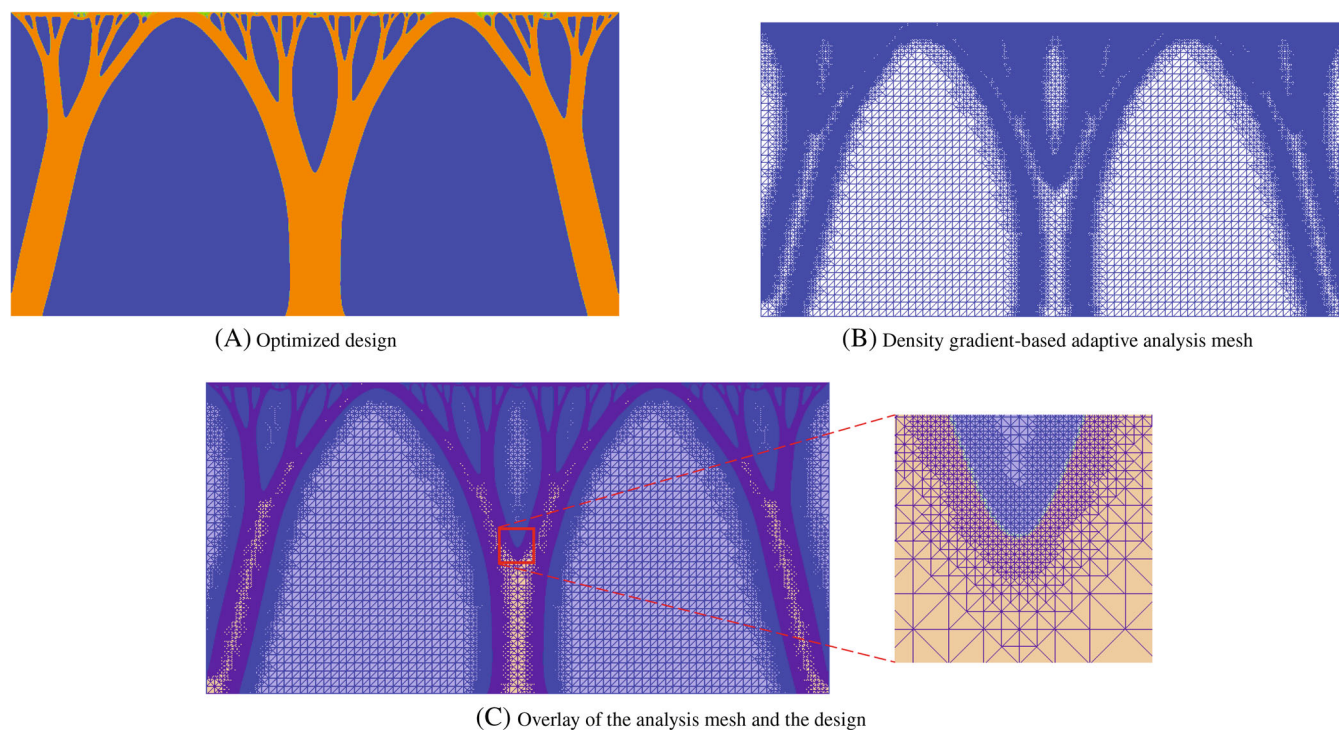 (A) Optimized design
(B) Density gradient-based adaptive analysis mesh
(C) Overlay of the analysis mesh and the design